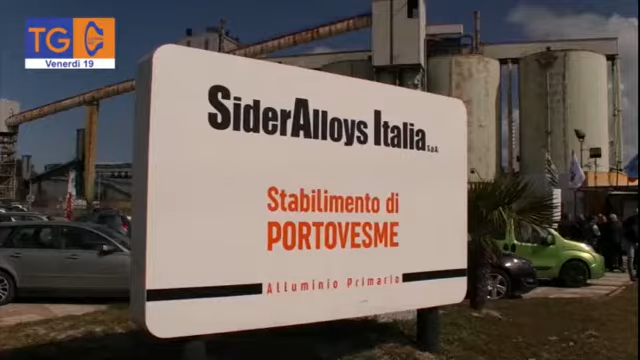 TG
Venerdì 19
SiderAlloys Italia S.p.A.
Stabilimento di
PORTOVESME
Alluminio Primario